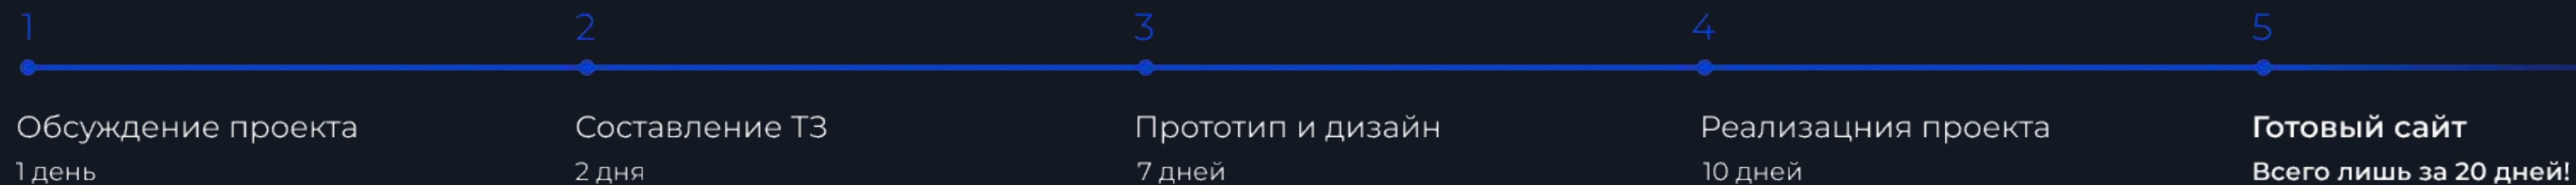 1 2 3 4 5
Обсуждение проекта Составление ТЗ Прототип и дизайн Реализацния проекта Готовый сайт
1 день 2 дня 7 дней 10 дней Всего лишь за 20 дней!